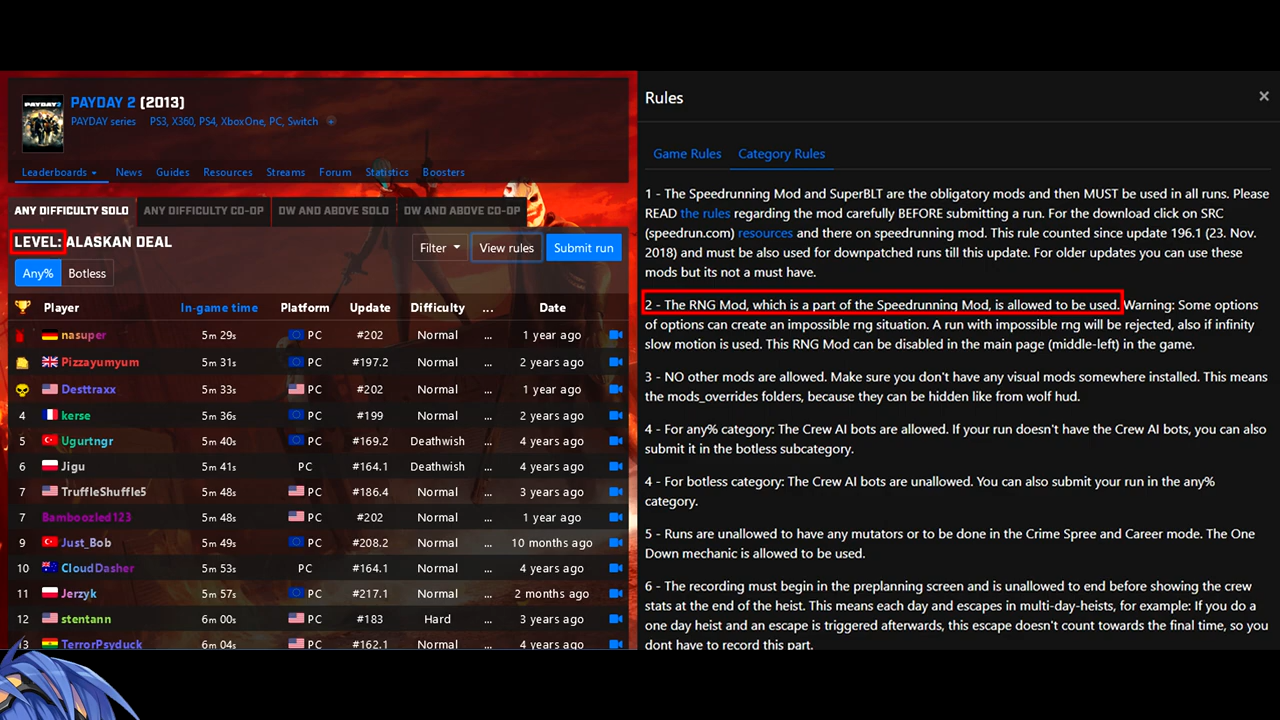 PAYDAY 2 (2013)
PAYDAY series PS3, X360, PS4, XboxOne, PC, Switch +
Leaderboards News Guides Resources Streams Forum Statistics Boosters
ANY DIFFICULTY SOLO ANY DIFFICULTY CO-OP DW AND ABOVE SOLO DW AND ABOVE CO-OP
LEVEL: ALASKAN DEAL
Filter View rules Submit run
Any% Botless
Player In-game time Platform Update Difficulty ... Date
nasuper 5m 29s PC #202 Normal 1 year ago
Pizzayumyum 5m 31s PC #197.2 Normal ... 2 years ago
Desttraxx 5m 33s PC #202 Normal ... 1 year ago
4 kerse 5m 36s PC #199 Normal ... 2 years ago
5 Ugurtngr 5m 40s PC #169.2 Deathwish ... 4 years ago
6 Jigu 5m 41s PC #164.1 Deathwish ... 4 years ago
7 TruffleShuffle5 5m 48s PC #186.4 Normal ... 3 years ago
7 Bamboozled123 5m 48s PC #202 Normal ... 1 year ago
9 Just_Bob 5m 49s PC #208.2 Normal ... 10 months ago
10 CloudDasher 5m 53s PC #164.1 Normal ... 4 years ago
11 Jerzyk 5m 57s PC #217.1 Normal ... 2 months ago
12 stentann 6m 00s PC #183 Hard ... 3 years ago
13 TerrorPsyduck 6m 04s PC #162.1 Normal ... 4 years ago
Rules
Game Rules Category Rules
1 - The Speedrunning Mod and SuperBLT are the obligatory mods and then MUST be used in all runs. Please
READ the rules regarding the mod carefully BEFORE submitting a run. For the download click on SRC
(speedrun.com) resources and there on speedrunning mod. This rule counted since update 196.1 (23. Nov.
2018) and must be also used for downpatched runs till this update. For older updates you can use these
mods but its not a must have.
2 - The RNG Mod, which is a part of the Speedrunning Mod, is allowed to be used. Warning: Some options
of options can create an impossible rng situation. A run with impossible rng will be rejected, also if infinity
slow motion is used. This RNG Mod can be disabled in the main page (middle-left) in the game.
3 - NO other mods are allowed. Make sure you don't have any visual mods somewhere installed. This means
the mods_overrides folders, because they can be hidden like from wolf hud.
4 - For any% category: The Crew AI bots are allowed. If your run doesn't have the Crew AI bots, you can also
submit it in the botless subcategory.
4 - For botless category: The Crew AI bots are unallowed. You can also submit your run in the any%
category.
5 - Runs are unallowed to have any mutators or to be done in the Crime Spree and Career mode. The One
Down mechanic is allowed to be used.
6 - The recording must begin in the preplanning screen and is unallowed to end before showing the crew
stats at the end of the heist. This means each day and escapes in multi-day-heists, for example: If you do a
one day heist and an escape is triggered afterwards, this escape doesn't count towards the final time, so you
dont have to record this part.